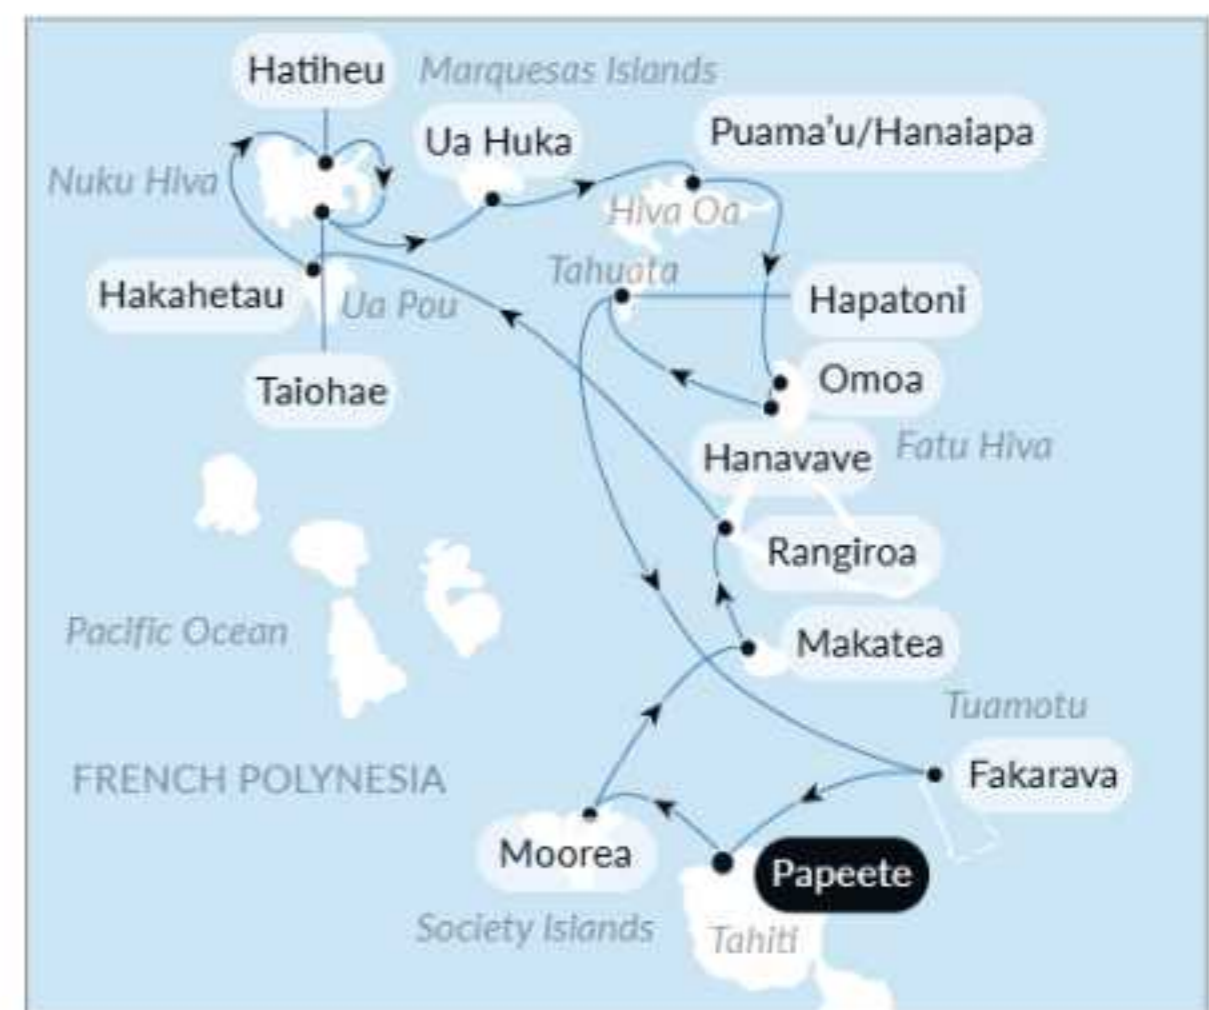 Hatiheu
Marquesas Islands
Puama'u/Hanaiapa
Ua Huka
Nuku Hiva
Hiva Oa
Tahuata
Hakahetau
Ua Pou
Hapatoni
Taiohae
Omoa
Hanavave
Fatu Hiva
Rangiroa
Pacific Ocean
Makatea
Tuamotu
FRENCH POLYNESIA
Fakarava
Moorea
Papeete
Society Islands
Tahiti